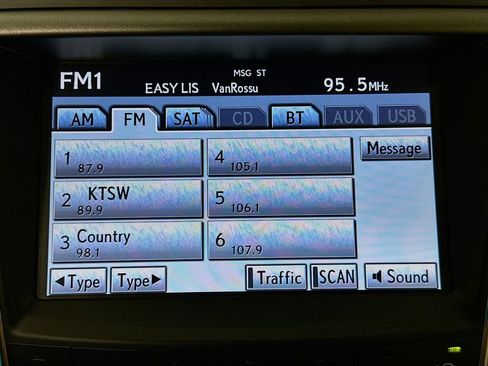 MSG ST
FM1 EASY LIS VanRossu 95.5MHz
AM FM SAT CD BT AUX USB
1 87.9 4 105.1 Message
2 KTSW 89.9 5 106.1
3 Country 98.1 6 107.9
◄Type Type► Traffic SCAN Sound